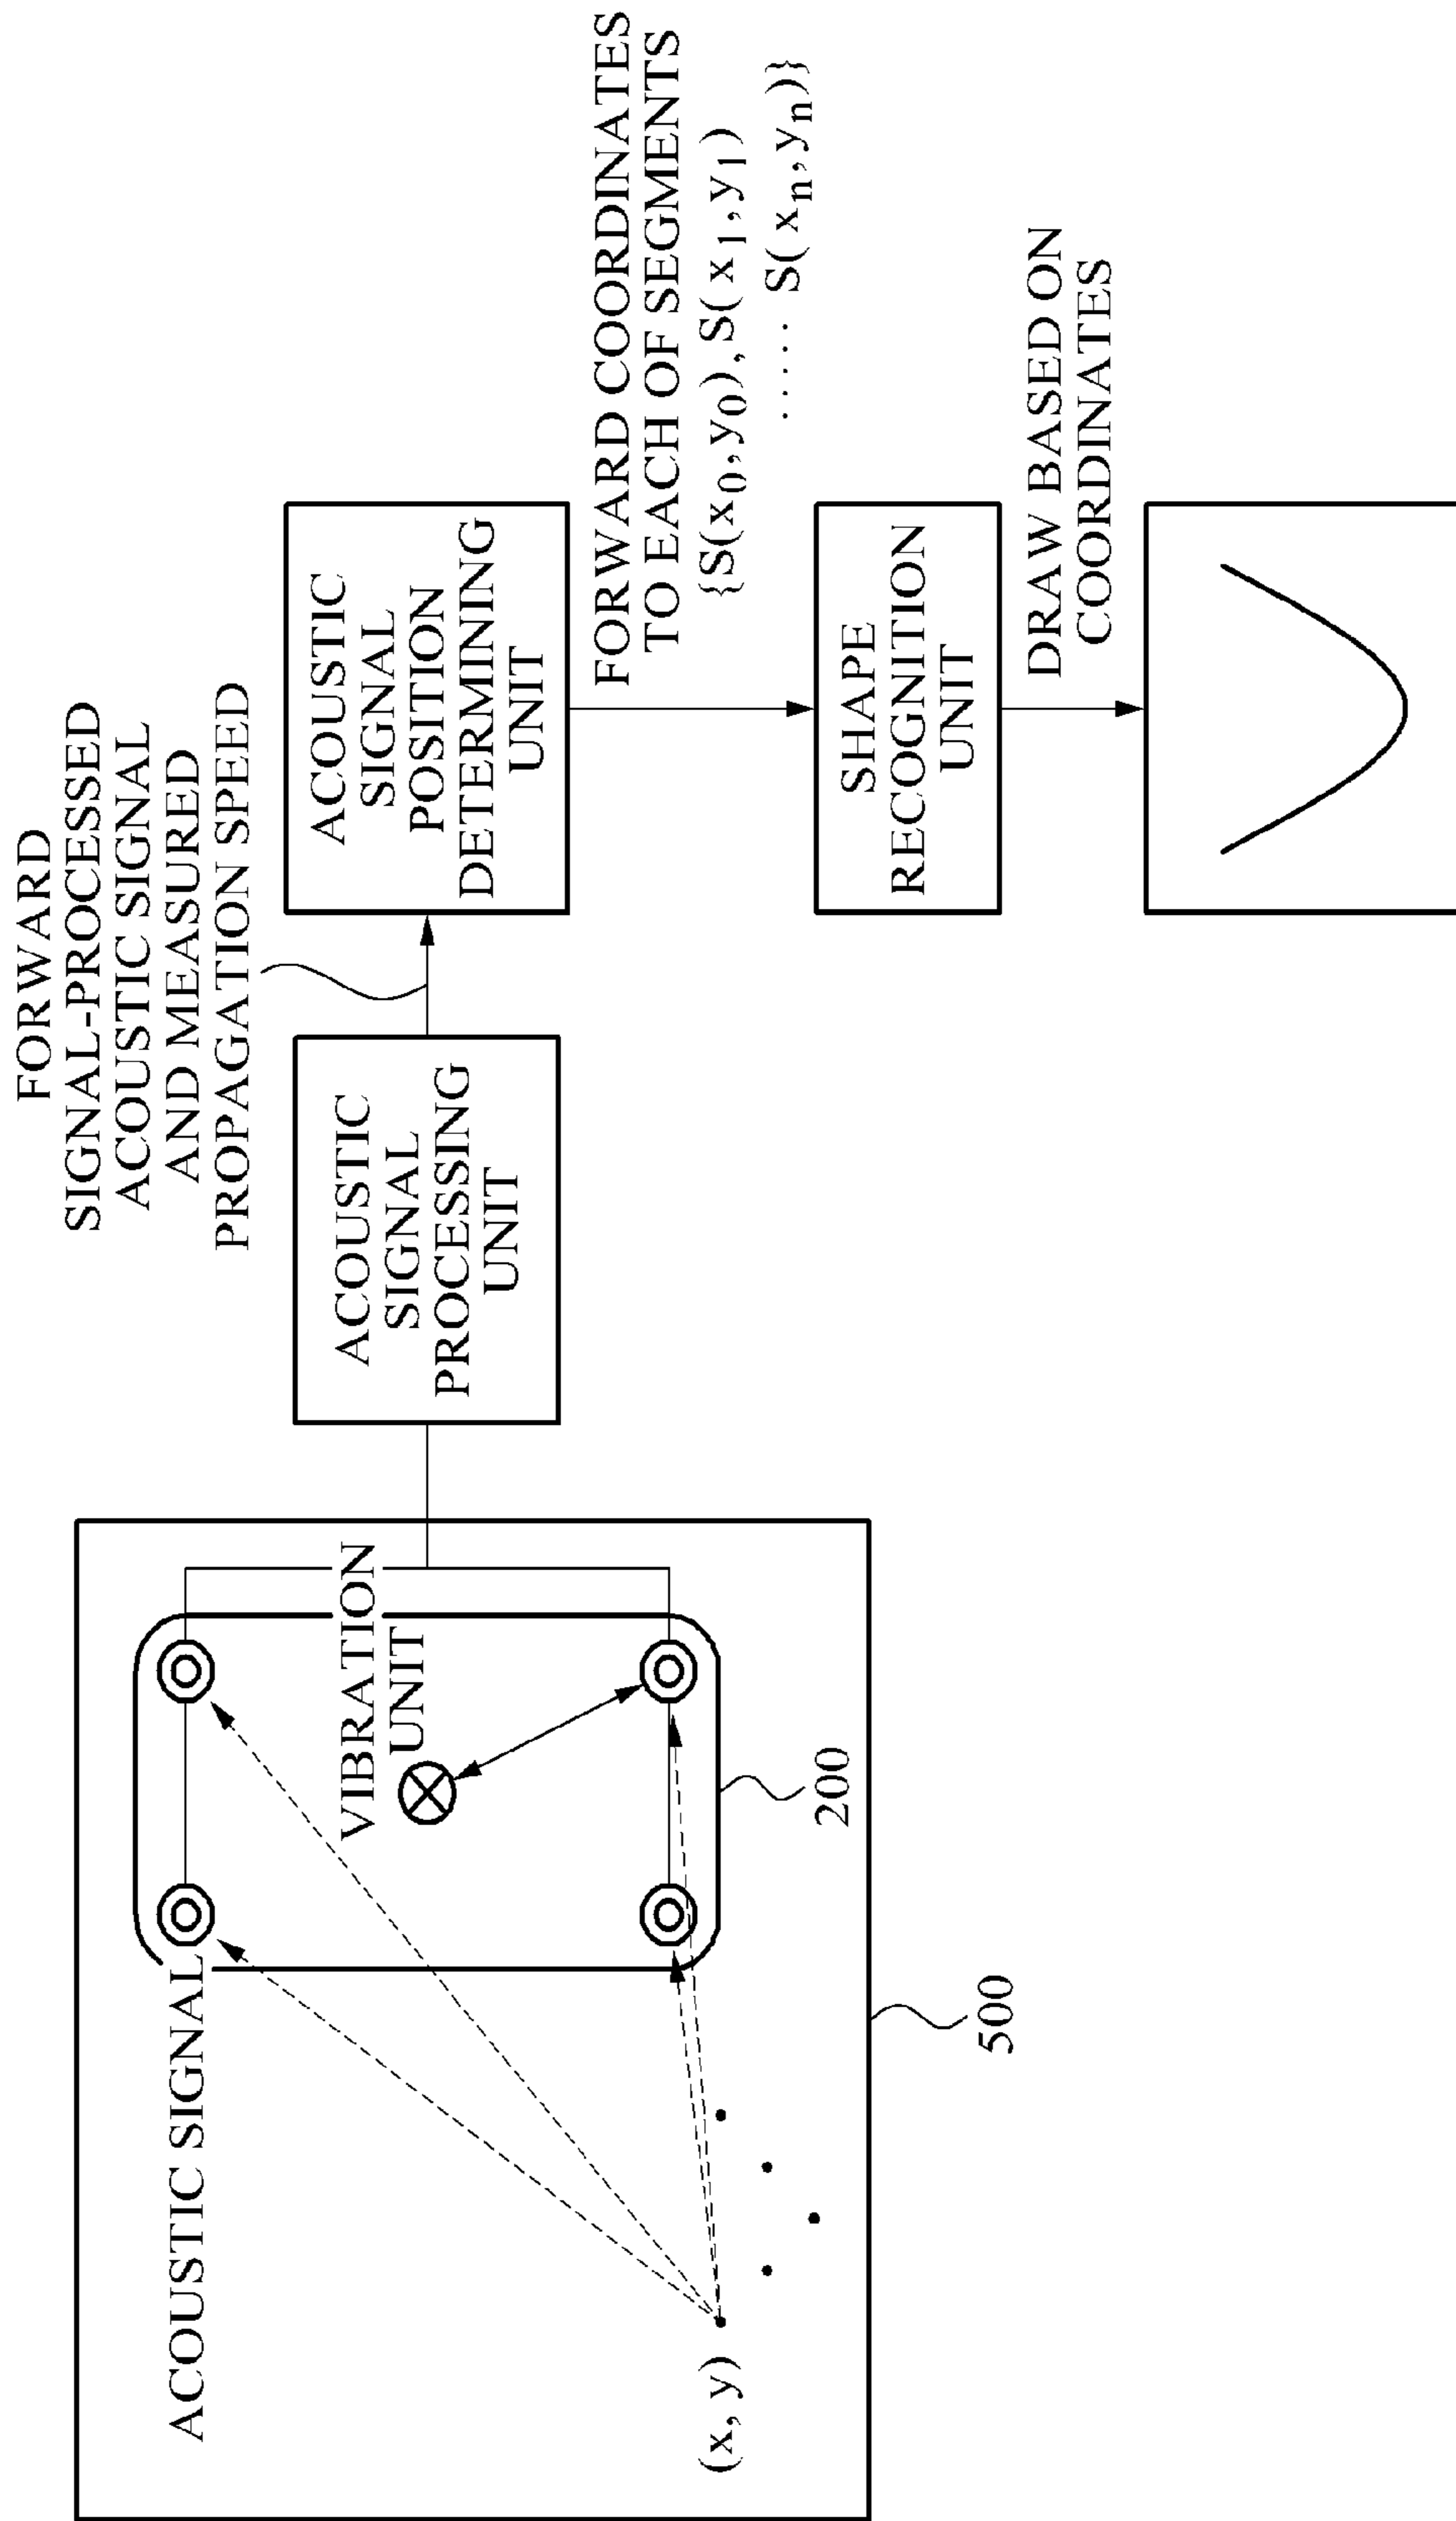 ACOUSTIC SIGNAL
VIBRATION
UNIT
(x, y)
200
500
ACOUSTIC
SIGNAL
PROCESSING
UNIT
FORWARD
SIGNAL-PROCESSED
ACOUSTIC SIGNAL
AND MEASURED
PROPAGATION SPEED
ACOUSTIC
SIGNAL
POSITION
DETERMINING
UNIT
FORWARD COORDINATES
TO EACH OF SEGMENTS
{S(x₀,y₀),S(x₁,y₁)
..... S(xₙ,yₙ)}
SHAPE
RECOGNITION
UNIT
DRAW BASED ON
COORDINATES